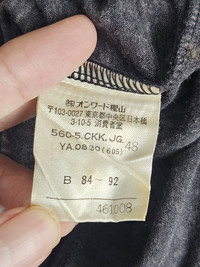 ㈱オンワード樫山
〒103-0027 東京都中央区日本橋
3-10-5 消費者室
560-5.CKK.JG.
48
YA.0830(605)
B 84〜92
461008